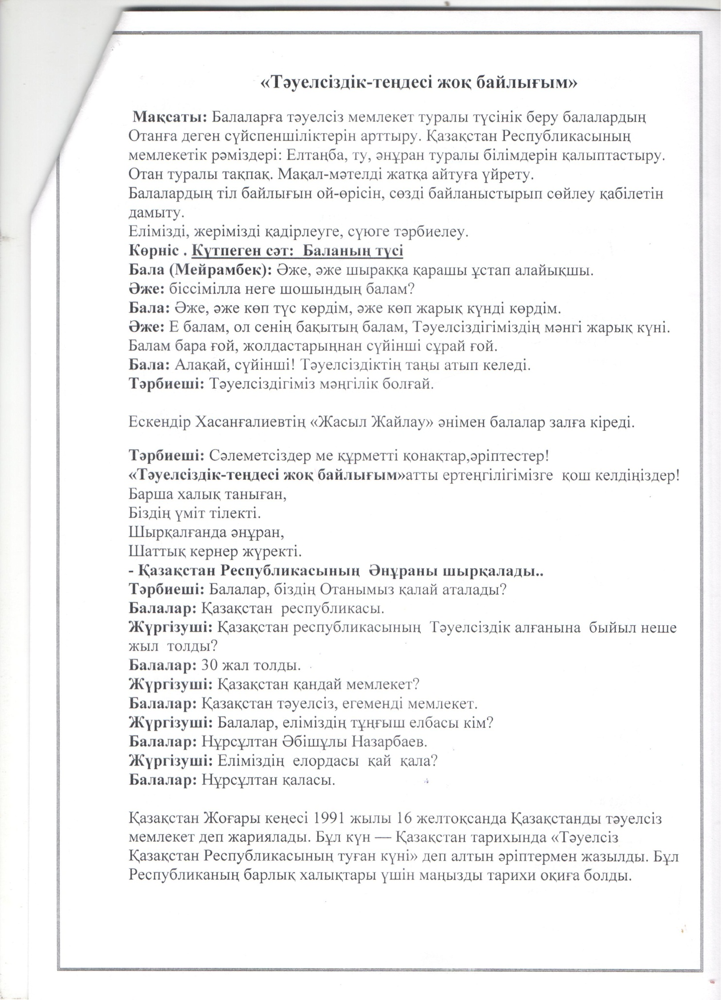 «Тәуелсіздік-теңдесі жоқ байлығым»
Мақсаты: Балаларға тәуелсіз мемлекет туралы түсінік беру балалардың
Отанға деген сүйспеншіліктерін арттыру. Қазақстан Республикасының
мемлекетік рәміздері: Елтаңба, ту, әнұран туралы білімдерін қалыптастыру.
Отан туралы тақпақ. Мақал-мәтелді жатқа айтуға үйрету.
Балалардың тіл байлығын ой-өрісін, сөзді байланыстырып сөйлеу қабілетін
дамыту.
Елімізді, жерімізді қадірлеуге, сүюге тәрбиелеу.
Көрніс . Күтпеген сәт:  Баланың түсі
Бала (Мейрамбек): Әже, әже шыраққа қарашы ұстап алайықшы.
Әже: біссімілла неге шошындың балам?
Бала: Әже, әже көп түс көрдім, әже көп жарық күнді көрдім.
Әже: Е балам, ол сенің бақытың балам, Тәуелсіздігіміздің мәнгі жарық күні.
Балам бара ғой, жолдастарыңнан сүйінші сұрай ғой.
Бала: Алақай, сүйінші! Тәуелсіздіктің таңы атып келеді.
Тәрбиеші: Тәуелсіздігіміз мәңгілік болғай.
Ескендір Хасанғалиевтің «Жасыл Жайлау» әнімен балалар залға кіреді.
Тәрбиеші: Сәлеметсіздер ме құрметті қонақтар,әріптестер!
«Тәуелсіздік-теңдесі жоқ байлығым»атты ертеңгілігімізге  қош келдіңіздер!
Барша халық таныған,
Біздің үміт тілекті.
Шырқалғанда әнұран,
Шаттық кернер жүректі.
- Қазақстан Республикасының  Әнұраны шырқалады..
Тәрбиеші: Балалар, біздің Отанымыз қалай аталады?
Балалар: Қазақстан  республикасы.
Жүргізуші: Қазақстан республикасының  Тәуелсіздік алғанына  быйыл неше
жыл  толды?
Балалар: 30 жал толды.
Жүргізуші: Қазақстан қандай мемлекет?
Балалар: Қазақстан тәуелсіз, егеменді мемлекет.
Жүргізуші: Балалар, еліміздің тұңғыш елбасы кім?
Балалар: Нұрсұлтан Әбішұлы Назарбаев.
Жүргізуші: Еліміздің  елордасы  қай  қала?
Балалар: Нұрсұлтан қаласы.
Қазақстан Жоғары кеңесі 1991 жылы 16 желтоқсанда Қазақстанды тәуелсіз
мемлекет деп жариялады. Бұл күн — Қазақстан тарихында «Тәуелсіз
Қазақстан Республикасының туған күні» деп алтын әріптермен жазылды. Бұл
Республиканың барлық халықтары үшін маңызды тарихи оқиға болды.